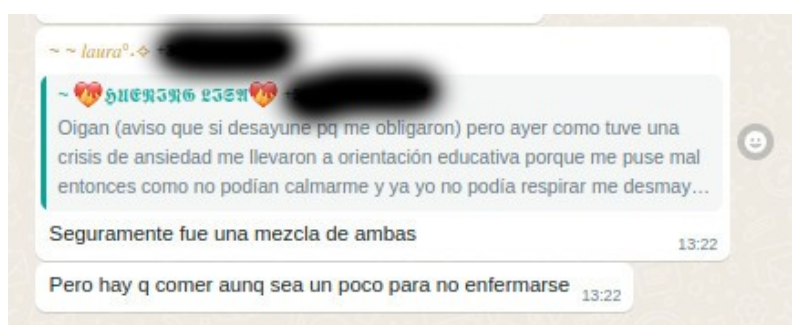 ~ ~ laura°.✧ +
~ ❤️‍🔥ℌ𝔘𝔈ℜℑℜ𝔊 𝔏ℑ𝔖𝔄❤️‍🔥 +
Oigan (aviso que si desayune pq me obligaron) pero ayer como tuve una
crisis de ansiedad me llevaron a orientación educativa porque me puse mal
entonces como no podían calmarme y ya yo no podía respirar me desmay...
Seguramente fue una mezcla de ambas
13:22
Pero hay q comer aunq sea un poco para no enfermarse
13:22